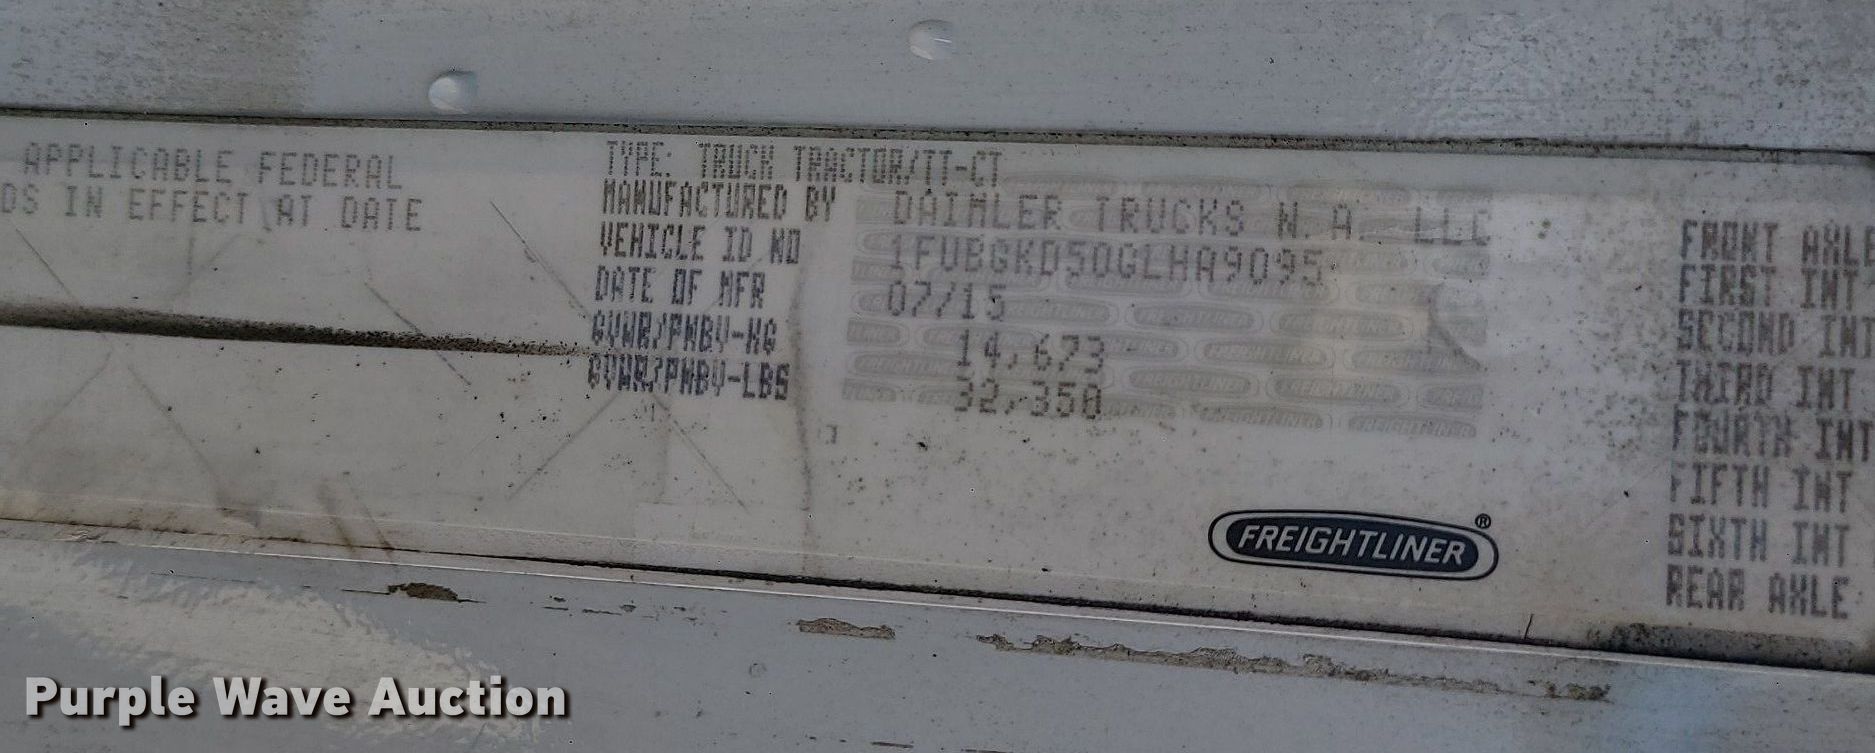 APPLICABLE FEDERAL
DS IN EFFECT AT DATE
TYPE: TRUCK TRACTOR/TT-CT
MANUFACTURED BY DAIMLER TRUCKS N.A. LLC
VEHICLE ID NO 1FUBGKD50GLHA9095
DATE OF MFR 07/15
GVWR/PNBV-KG 14,673
GVWR/PNBV-LBS 32,350
FREIGHTLINER®
FRONT AXLE
FIRST INT
SECOND INT
THIRD INT
FOURTH INT
FIFTH INT
SIXTH INT
REAR AXLE
Purple Wave Auction